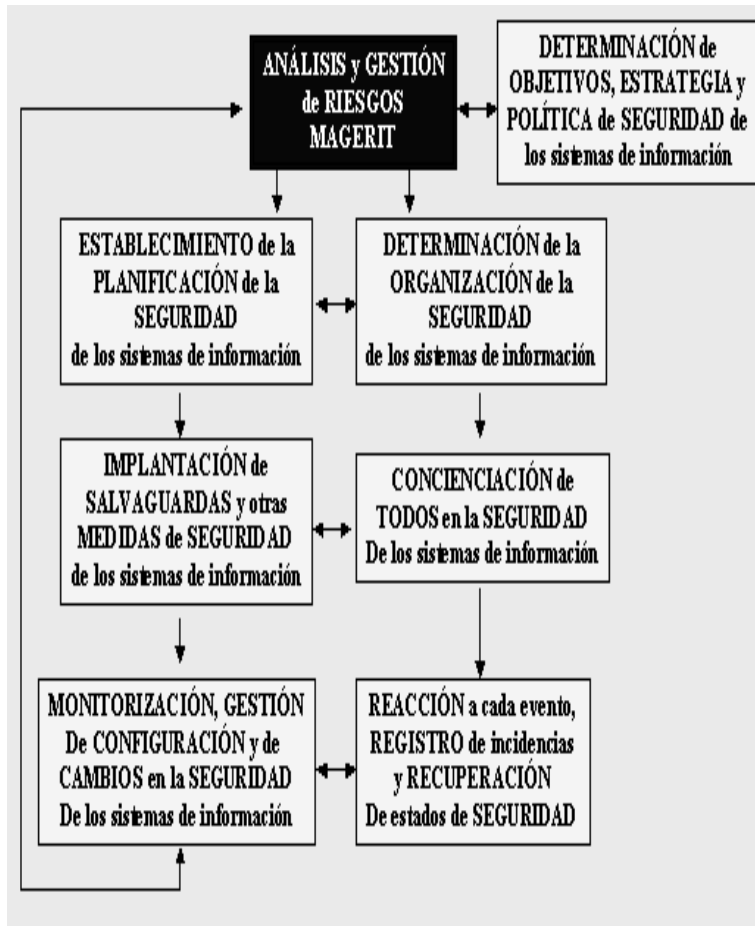 ANÁLISIS y GESTIÓN
de RIESGOS
MAGERIT
DETERMINACIÓN de
OBJETIVOS, ESTRATEGIA y
POLÍTICA de SEGURIDAD de
los sistemas de información
ESTABLECIMIENTO de la
PLANIFICACIÓN de la
SEGURIDAD
de los sistemas de información
DETERMINACIÓN de la
ORGANIZACIÓN de la
SEGURIDAD
de los sistemas de información
IMPLANTACIÓN de
SALVAGUARDAS y otras
MEDIDAS de SEGURIDAD
de los sistemas de información
CONCIENCIACIÓN de
TODOS en la SEGURIDAD
De los sistemas de información
MONITORIZACIÓN, GESTIÓN
De CONFIGURACIÓN y de
CAMBIOS en la SEGURIDAD
De los sistemas de información
REACCIÓN a cada evento,
REGISTRO de incidencias
y RECUPERACIÓN
De estados de SEGURIDAD